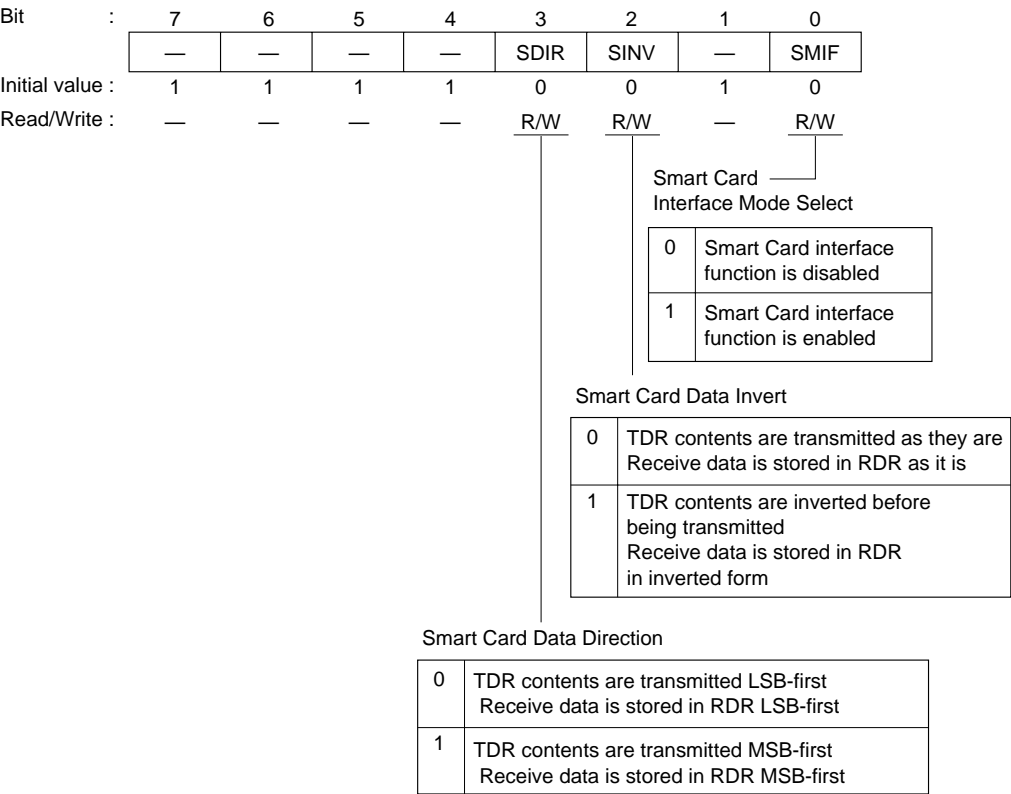 Bit : 7 6 5 4 3 2 1 0
— — — — SDIR SINV — SMIF
Initial value : 1 1 1 1 0 0 1 0
Read/Write : — — — — R/W R/W — R/W
Smart Card
Interface Mode Select
0 Smart Card interface
function is disabled
1 Smart Card interface
function is enabled
Smart Card Data Invert
0 TDR contents are transmitted as they are
Receive data is stored in RDR as it is
1 TDR contents are inverted before
being transmitted
Receive data is stored in RDR
in inverted form
Smart Card Data Direction
0 TDR contents are transmitted LSB-first
Receive data is stored in RDR LSB-first
1 TDR contents are transmitted MSB-first
Receive data is stored in RDR MSB-first